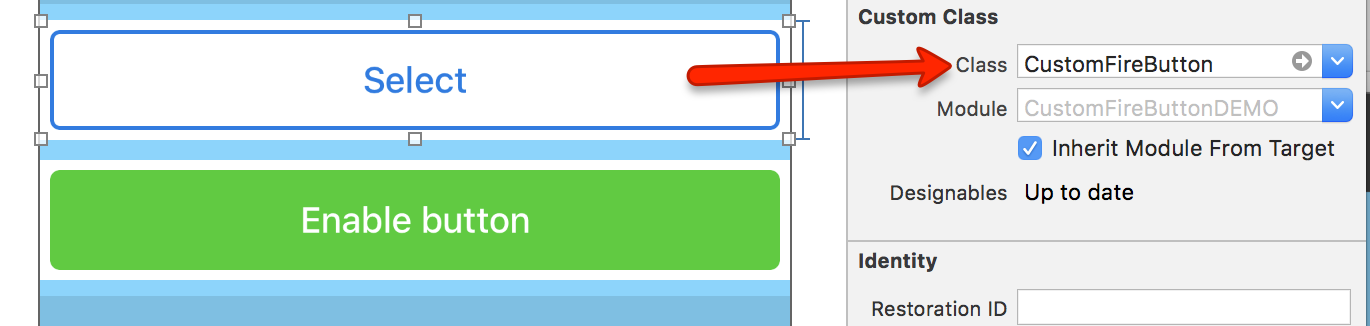 Select
Enable button
Custom Class
Class CustomFireButton
Module CustomFireButtonDEMO
Inherit Module From Target
Designables Up to date
Identity
Restoration ID